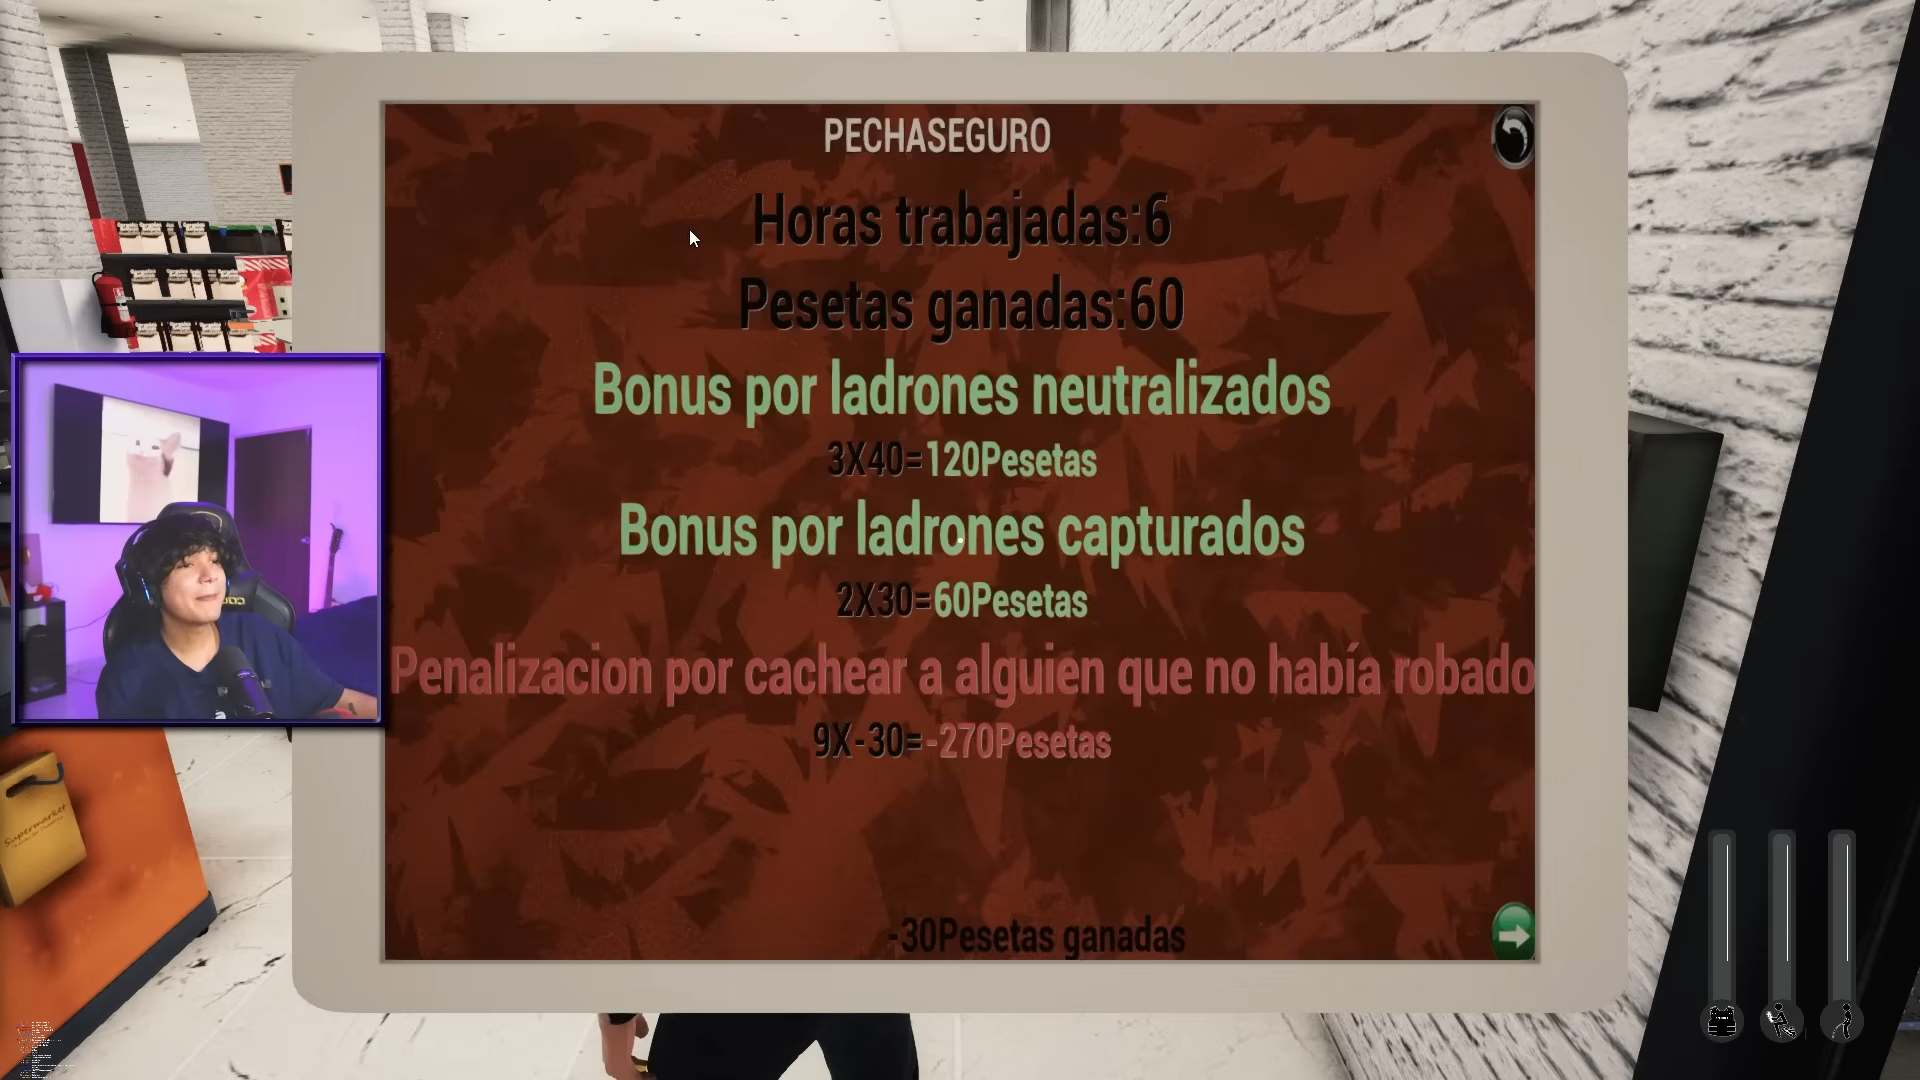 PECHASEGURO
Horas trabajadas:6
Pesetas ganadas:60
Bonus por ladrones neutralizados
3X40=120Pesetas
Bonus por ladrones capturados
2X30=60Pesetas
Penalizacion por cachear a alguien que no había robado
9X-30=-270Pesetas
-30Pesetas ganadas
Supermarket